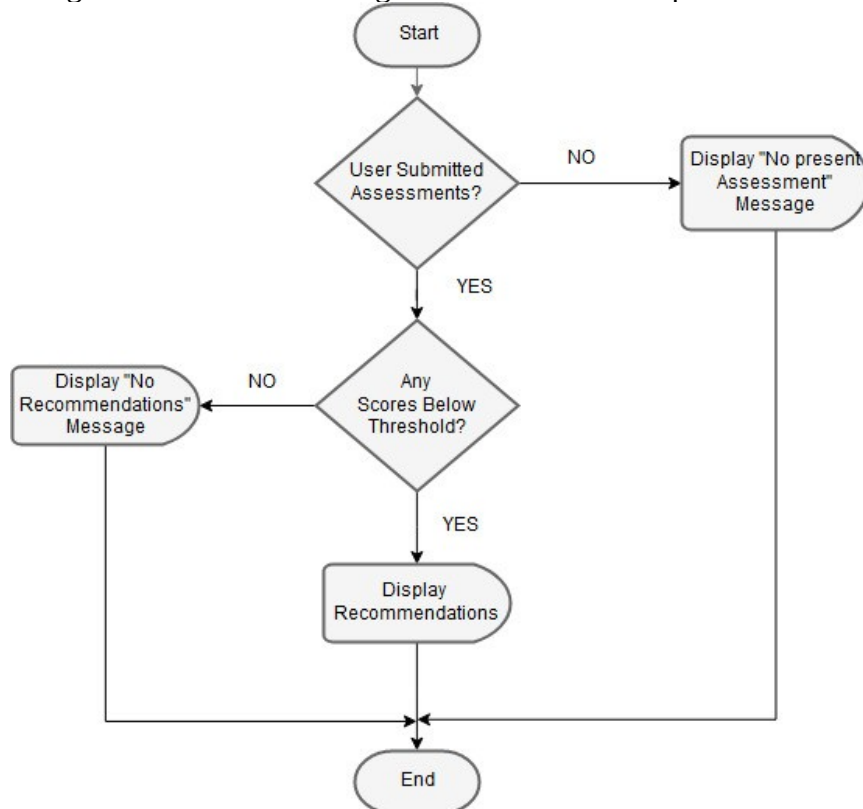 Start
User Submitted
Assessments?
NO
Display "No present
Assessment"
Message
YES
Any
Scores Below
Threshold?
NO
Display "No
Recommendations"
Message
YES
Display
Recommendations
End